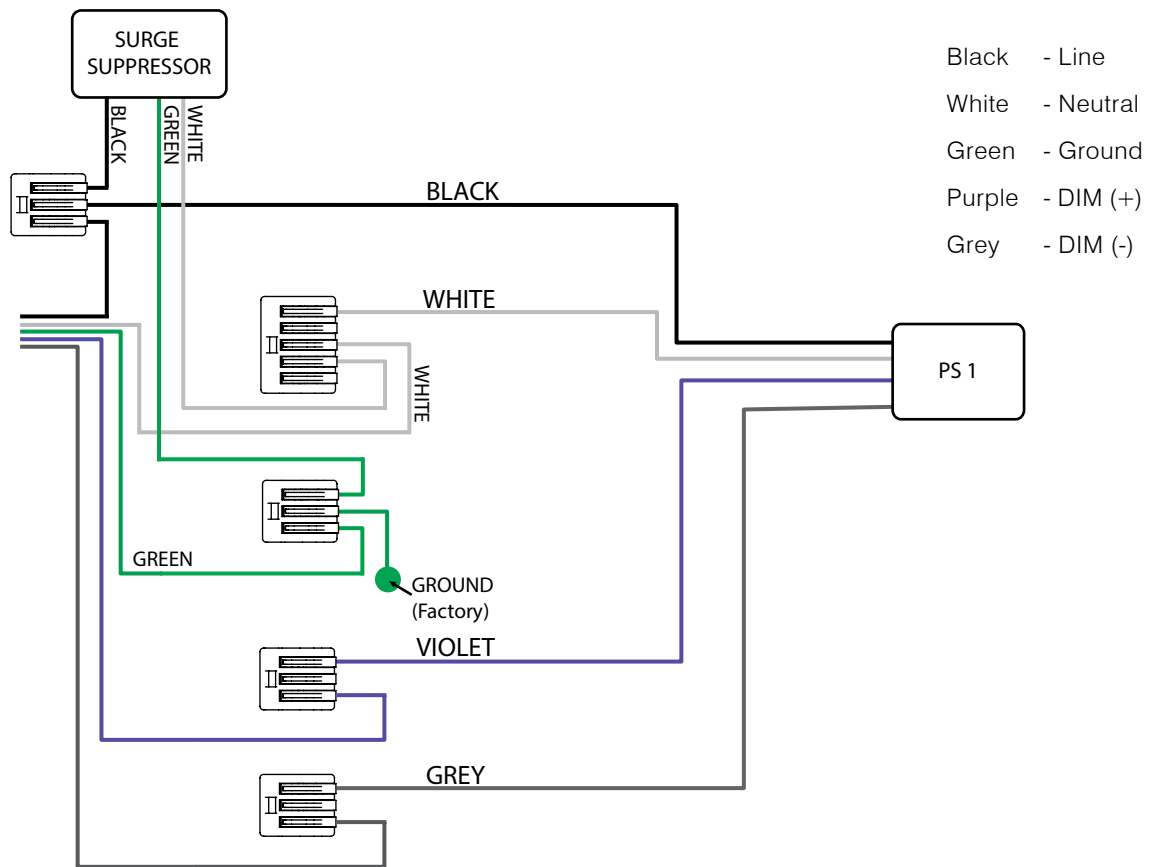 SURGE
SUPPRESSOR
BLACK
GREEN
WHITE
BLACK
WHITE
WHITE
GREEN
GROUND
(Factory)
VIOLET
GREY
PS 1
Black - Line
White - Neutral
Green - Ground
Purple - DIM (+)
Grey - DIM (-)